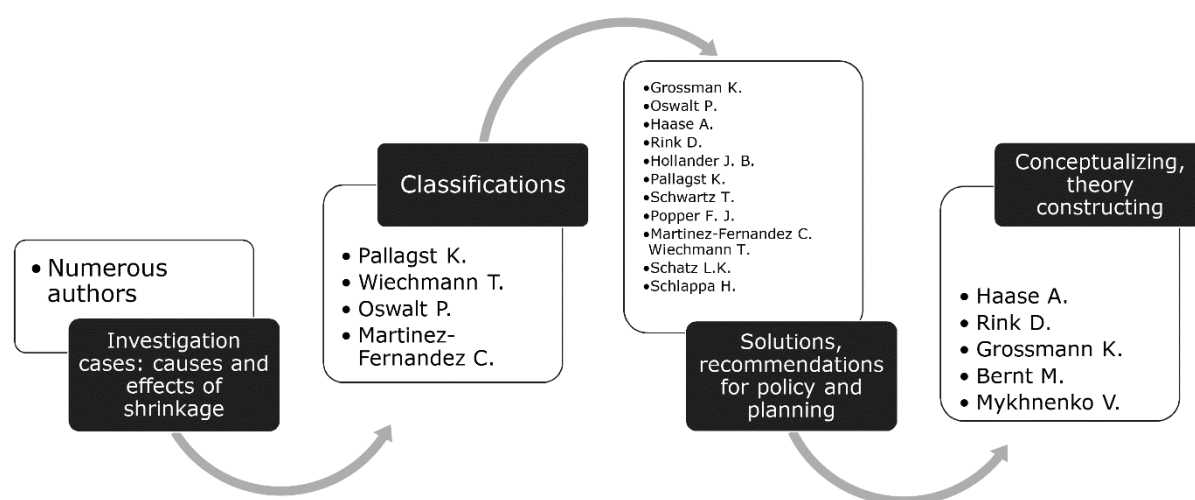 • Numerous
authors
Investigation
cases: causes and
effects of
shrinkage
Classifications
• Pallagst K.
• Wiechmann T.
• Oswalt P.
• Martinez-
Fernandez C.
•Grossman K.
•Oswalt P.
•Haase A.
•Rink D.
•Hollander J. B.
•Pallagst K.
•Schwartz T.
•Popper F. J.
•Martinez-Fernandez C.
Wiechmann T.
•Schatz L.K.
•Schlappa H.
Solutions,
recommendations
for policy and
planning
Conceptualizing,
theory
constructing
• Haase A.
• Rink D.
• Grossmann K.
• Bernt M.
• Mykhnenko V.